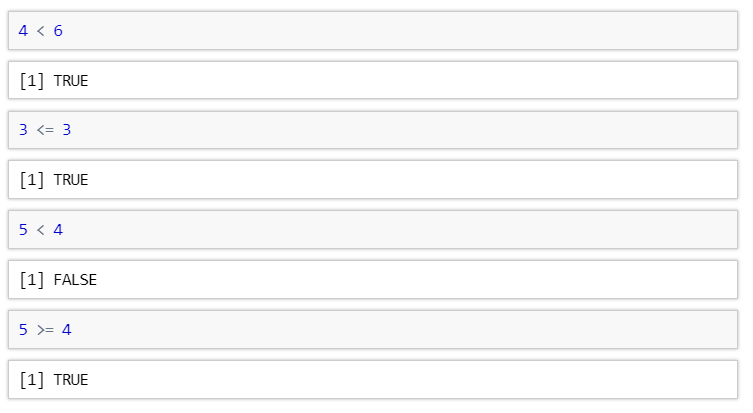 4 < 6
[1] TRUE
3 <= 3
[1] TRUE
5 < 4
[1] FALSE
5 >= 4
[1] TRUE